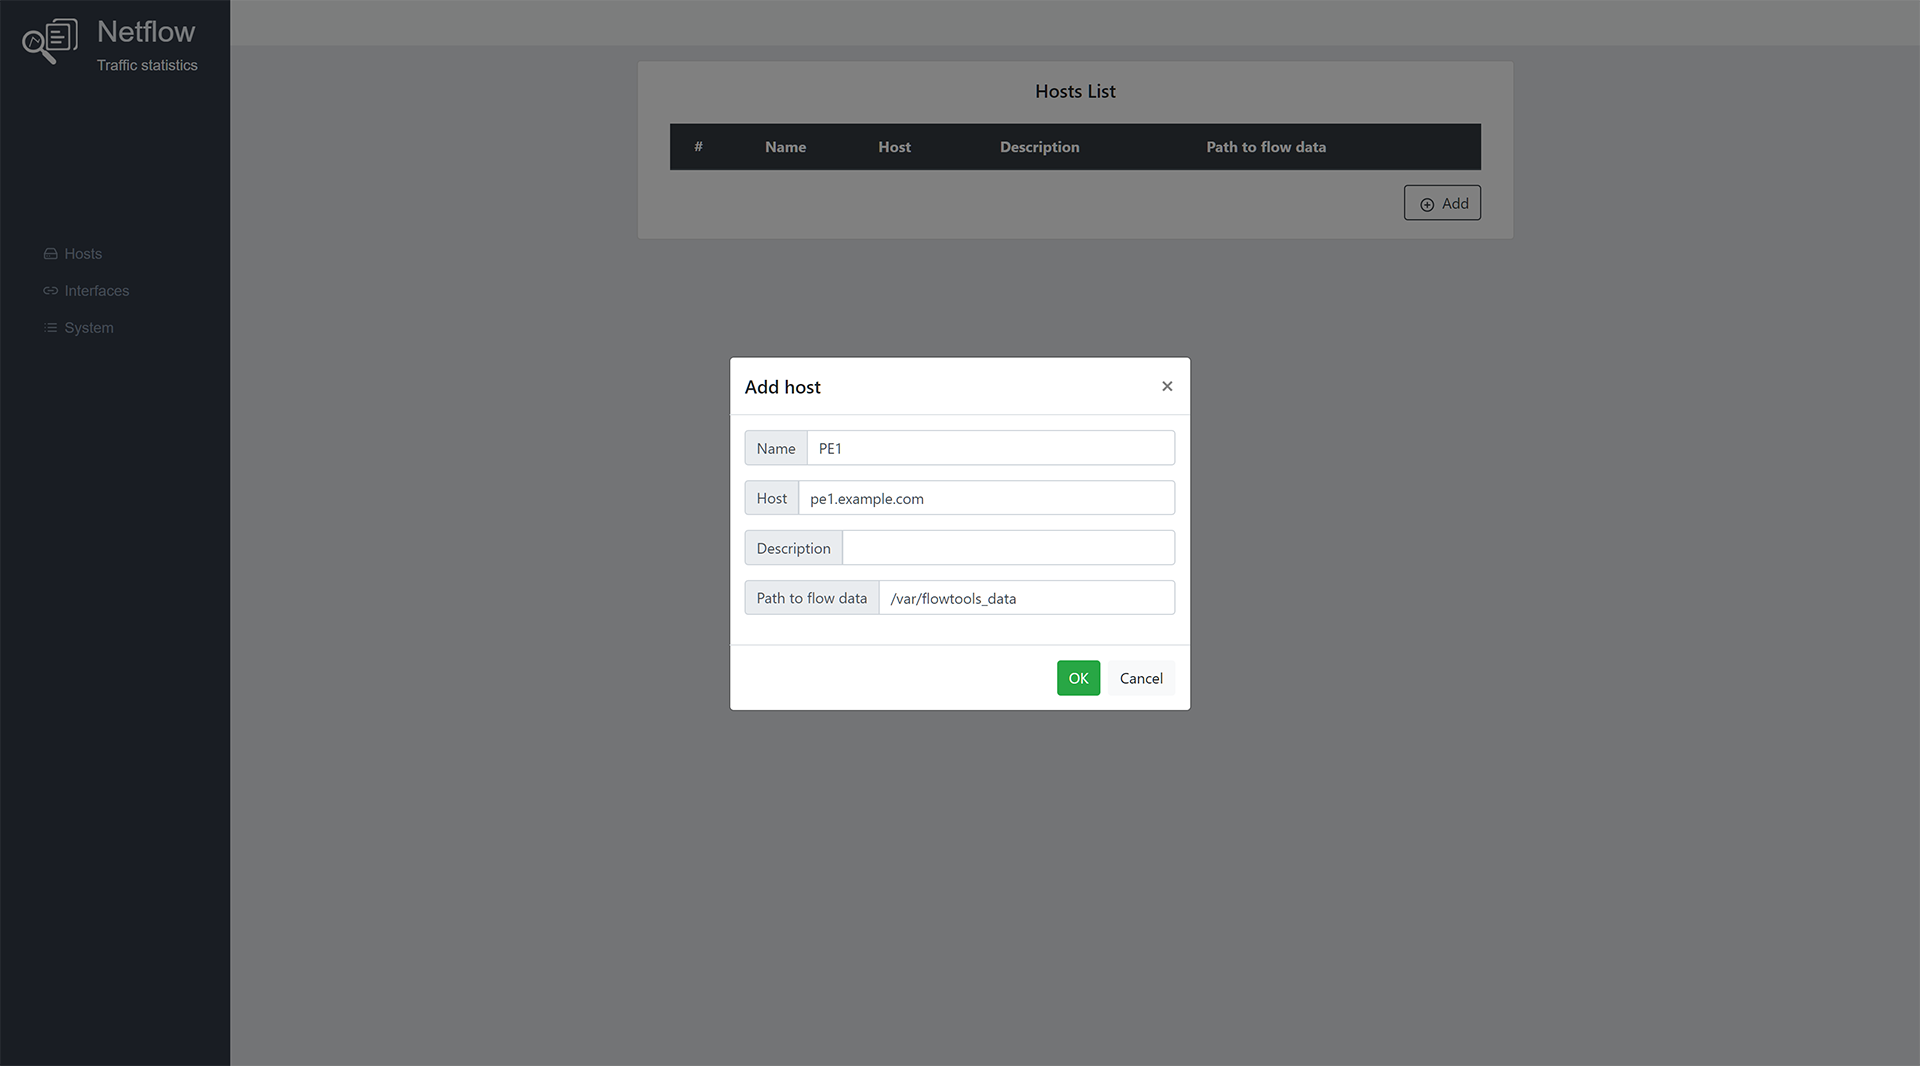 Netflow
Traffic statistics
Hosts
Interfaces
System
Hosts List
# Name Host Description Path to flow data
Add
Add host
×
Name PE1
Host pe1.example.com
Description
Path to flow data /var/flowtools_data
OK Cancel